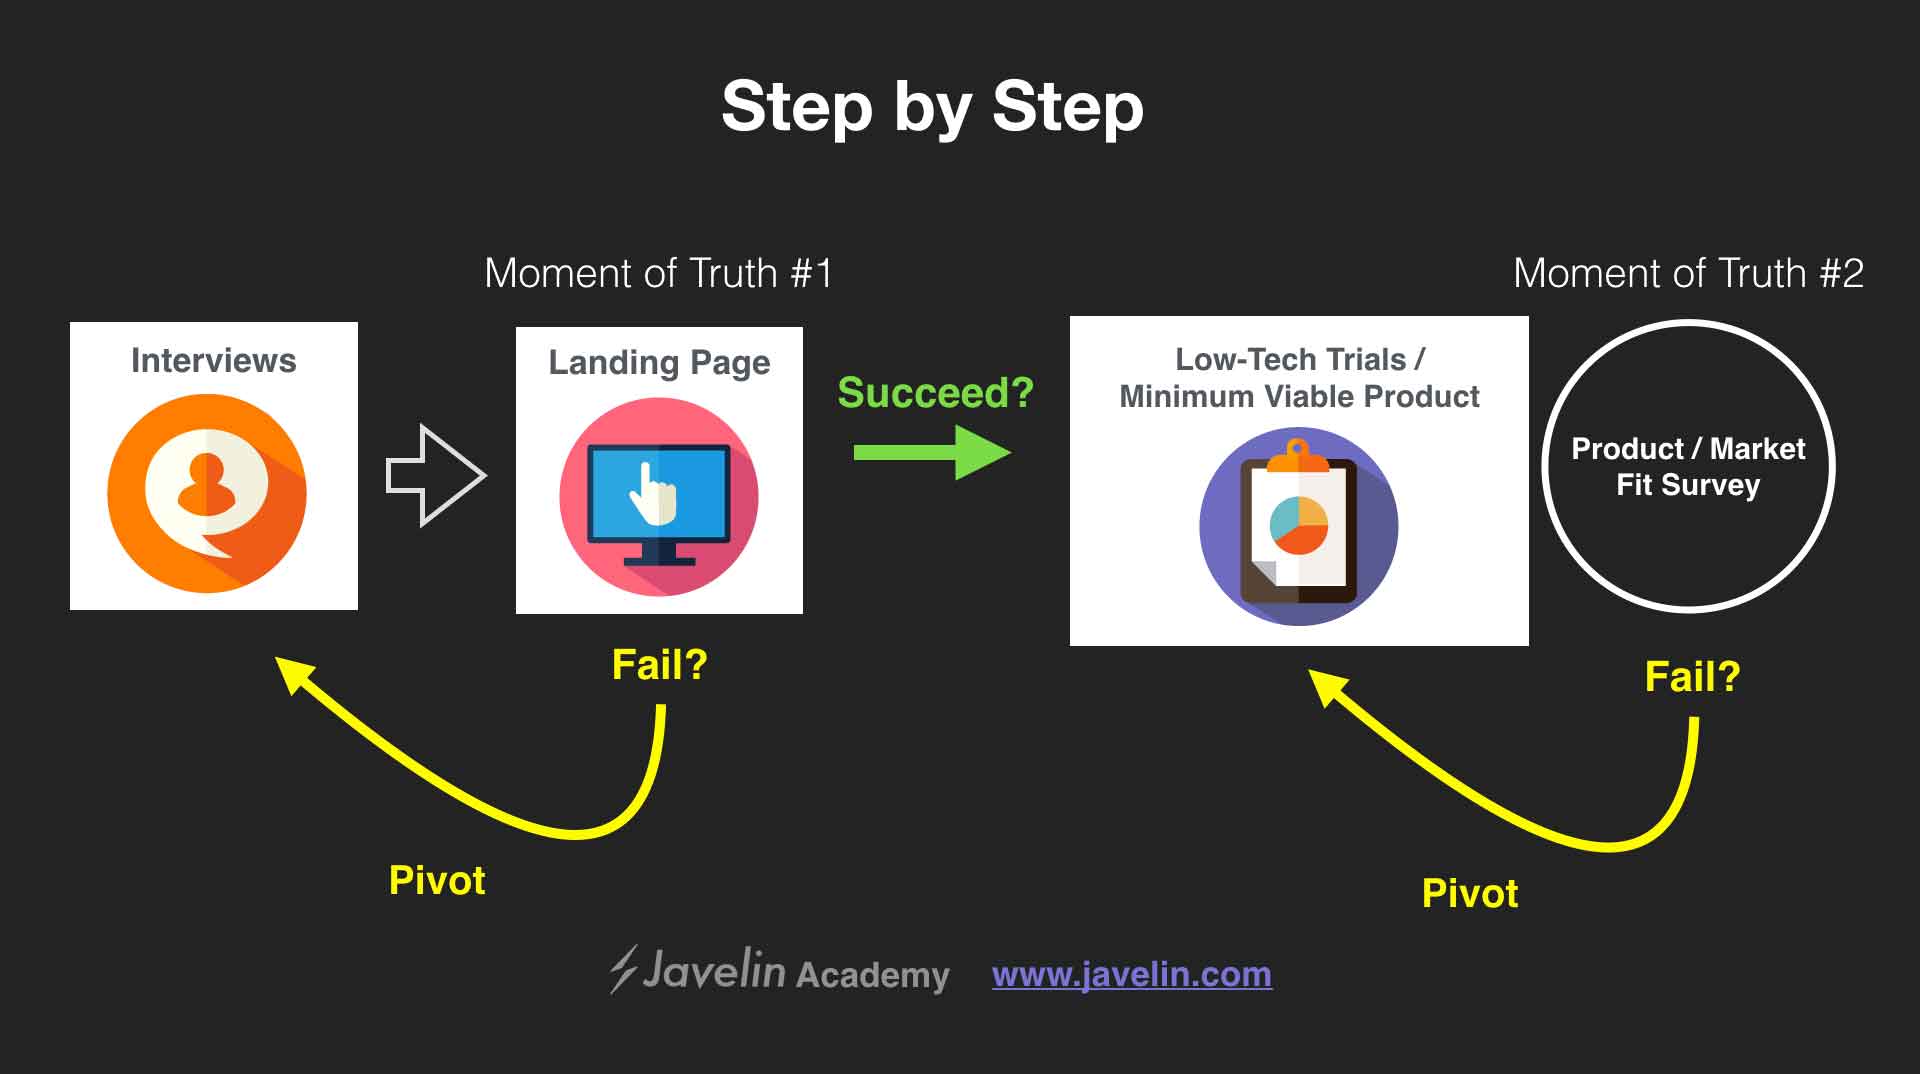 Step by Step
Moment of Truth #1
Moment of Truth #2
Interviews
Landing Page
Succeed?
Low-Tech Trials /
Minimum Viable Product
Product / Market
Fit Survey
Fail?
Fail?
Pivot
Pivot
Javelin Academy
www.javelin.com